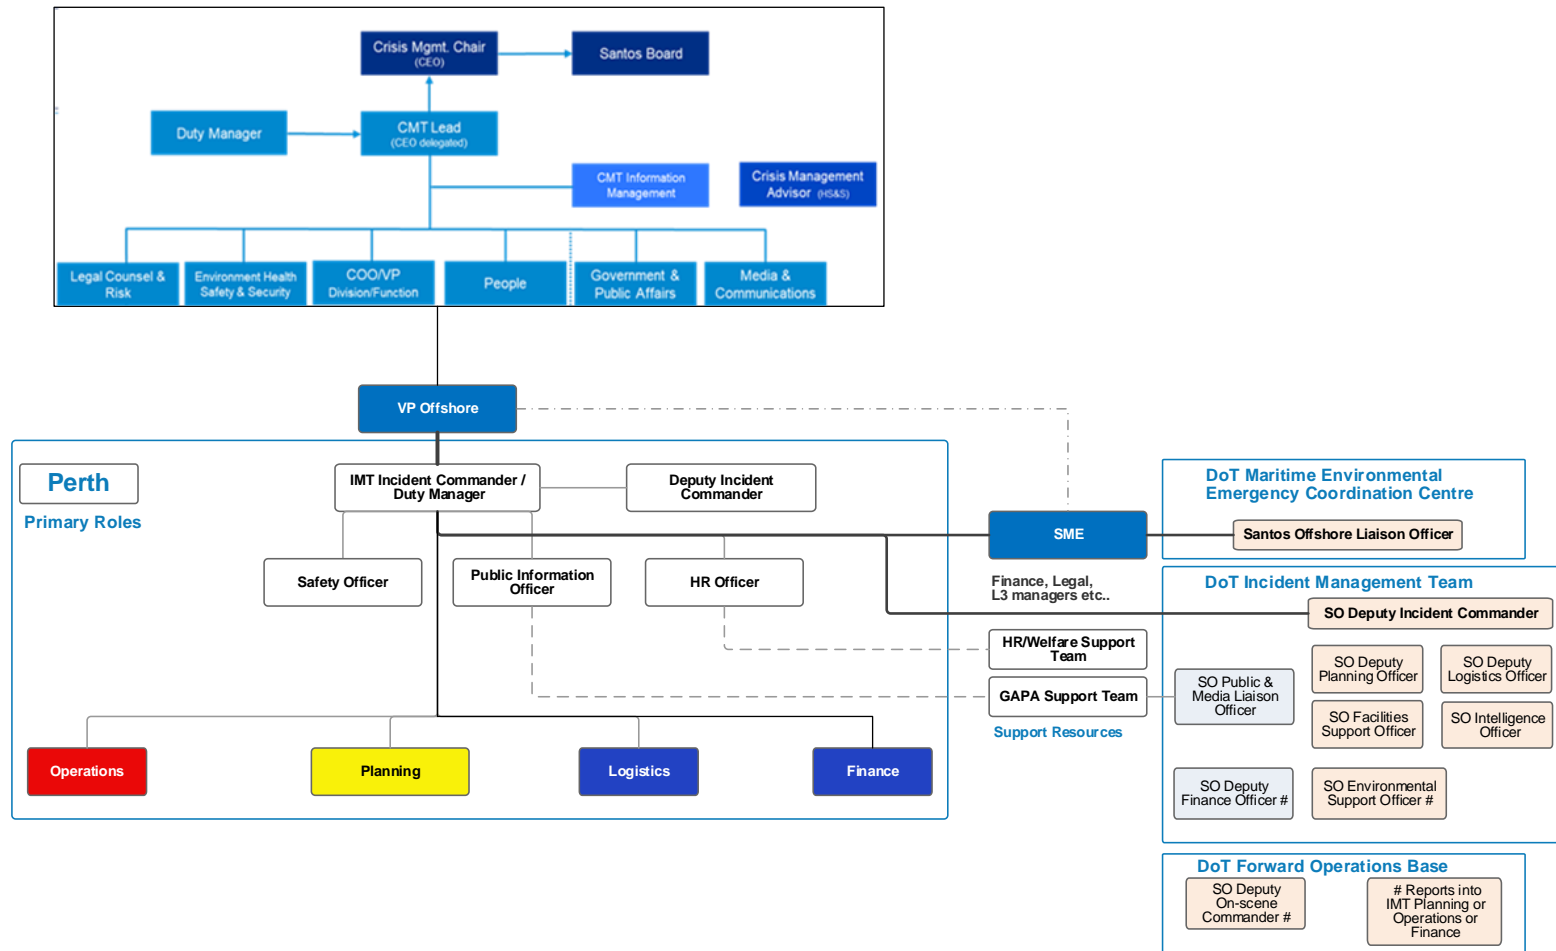 Crisis Mgmt. Chair
(CEO)
Santos Board
Duty Manager
CMT Lead
(CEO delegated)
CMT Information
Management
Crisis Management
Advisor (HS&S)
Legal Counsel &
Risk
Environment Health
Safety & Security
COO/VP
Division/Function
People
Government &
Public Affairs
Media &
Communications
VP Offshore
Perth
Primary Roles
IMT Incident Commander /
Duty Manager
Deputy Incident
Commander
Safety Officer
Public Information
Officer
HR Officer
SME
Finance, Legal,
L3 managers etc..
HR/Welfare Support
Team
GAPA Support Team
Support Resources
Operations
Planning
Logistics
Finance
DoT Maritime Environmental
Emergency Coordination Centre
Santos Offshore Liaison Officer
DoT Incident Management Team
SO Deputy Incident Commander
SO Public &
Media Liaison
Officer
SO Deputy
Planning Officer
SO Deputy
Logistics Officer
SO Facilities
Support Officer
SO Intelligence
Officer
SO Deputy
Finance Officer #
SO Environmental
Support Officer #
DoT Forward Operations Base
SO Deputy
On-scene
Commander #
# Reports into
IMT Planning or
Operations or
Finance